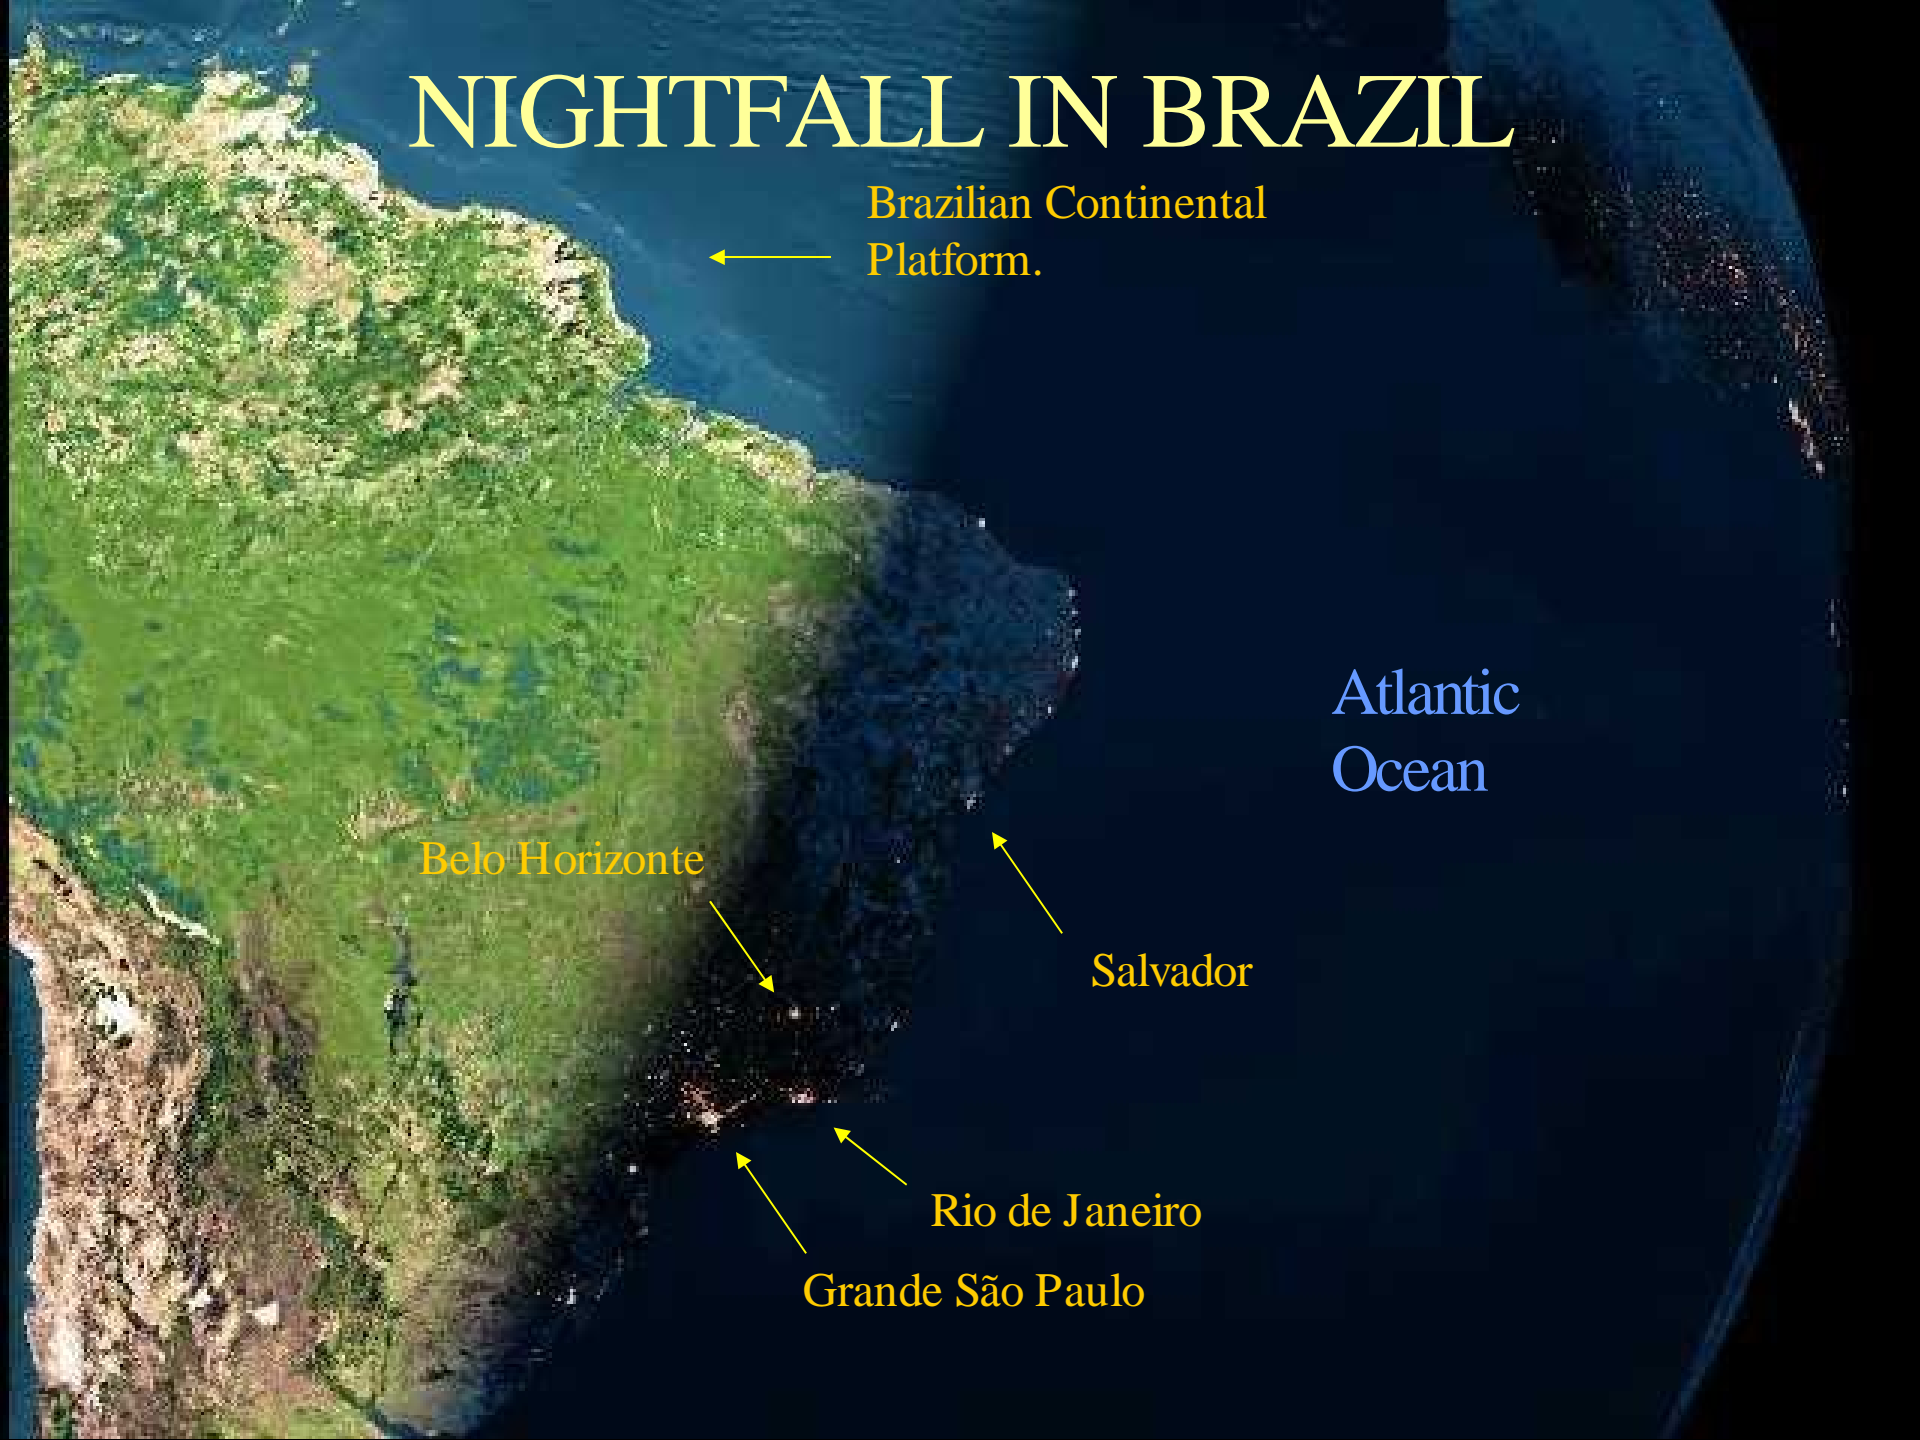 NIGHTFALL IN BRAZIL
Brazilian Continental
Platform.
Atlantic
Ocean
Belo Horizonte
Salvador
Rio de Janeiro
Grande São Paulo